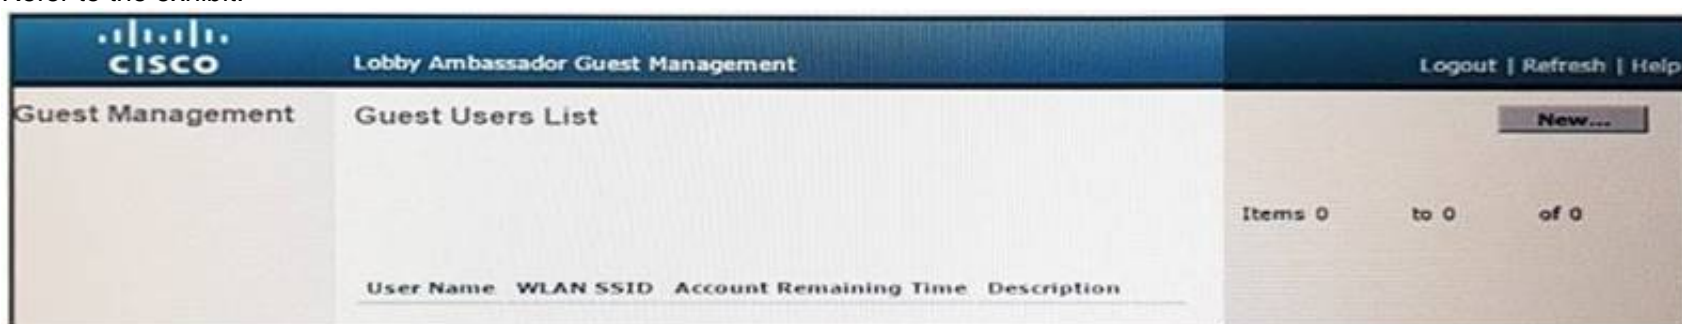 Refer to the exhibit.
CISCO
Lobby Ambassador Guest Management
Logout | Refresh | Help
Guest Management
Guest Users List
New...
Items 0 to 0 of 0
User Name WLAN SSID Account Remaining Time Description